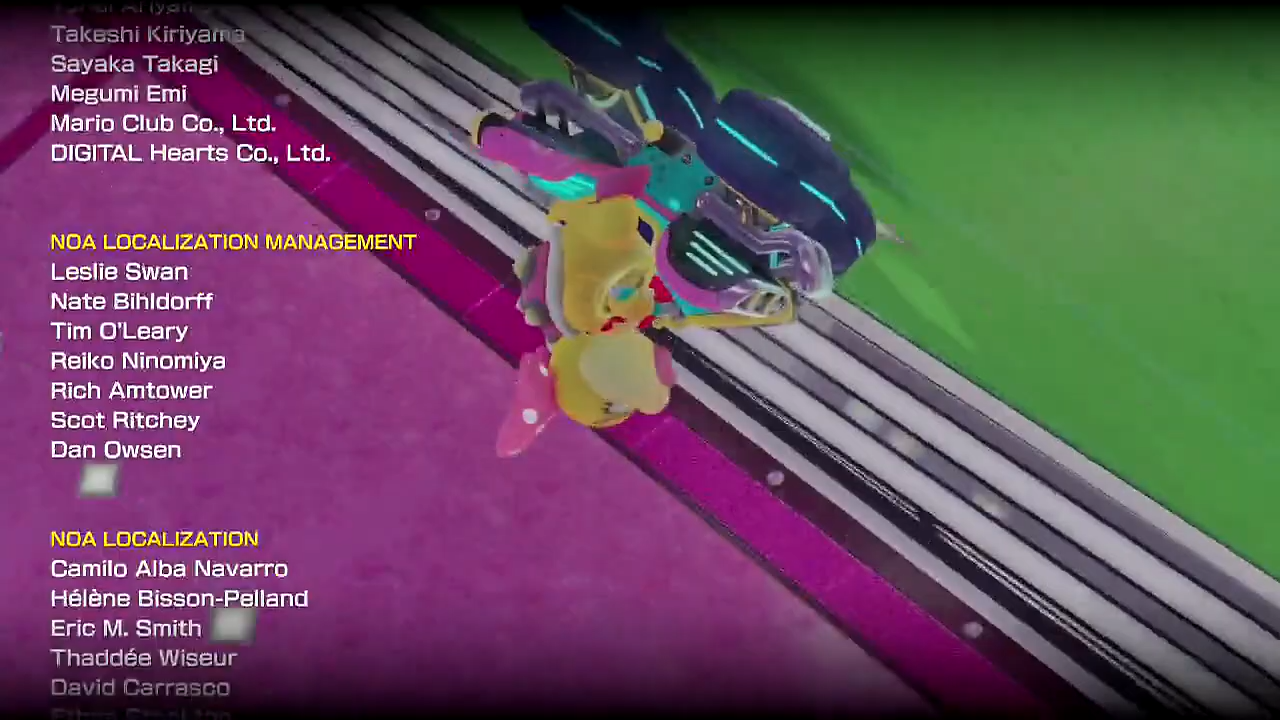 Takeshi Kiriyama
Sayaka Takagi
Megumi Emi
Mario Club Co., Ltd.
DIGITAL Hearts Co., Ltd.
NOA LOCALIZATION MANAGEMENT
Leslie Swan
Nate Bihldorff
Tim O'Leary
Reiko Ninomiya
Rich Amtower
Scot Ritchey
Dan Owsen
NOA LOCALIZATION
Camilo Alba Navarro
Hélène Bisson-Pelland
Eric M. Smith
Thaddée Wiseur
David Carrasco